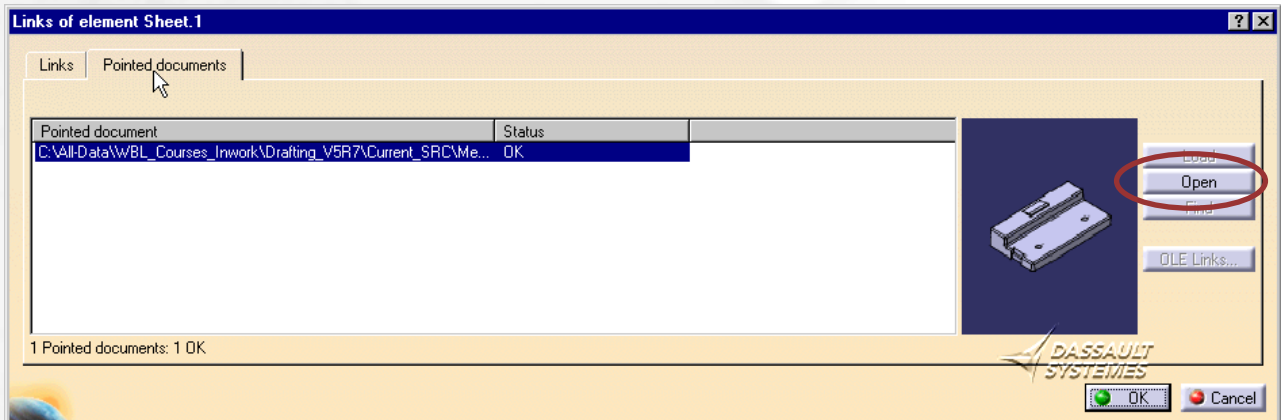 Links of element Sheet.1
Links
Pointed documents
Pointed document
Status
C:\All-Data\WBL_Courses_Inwork\Drafting_V5R7\Current_SRC\Me... OK
Load
Open
Find
OLE Links...
1 Pointed documents: 1 OK
DASSAULT
SYSTEMES
OK
Cancel